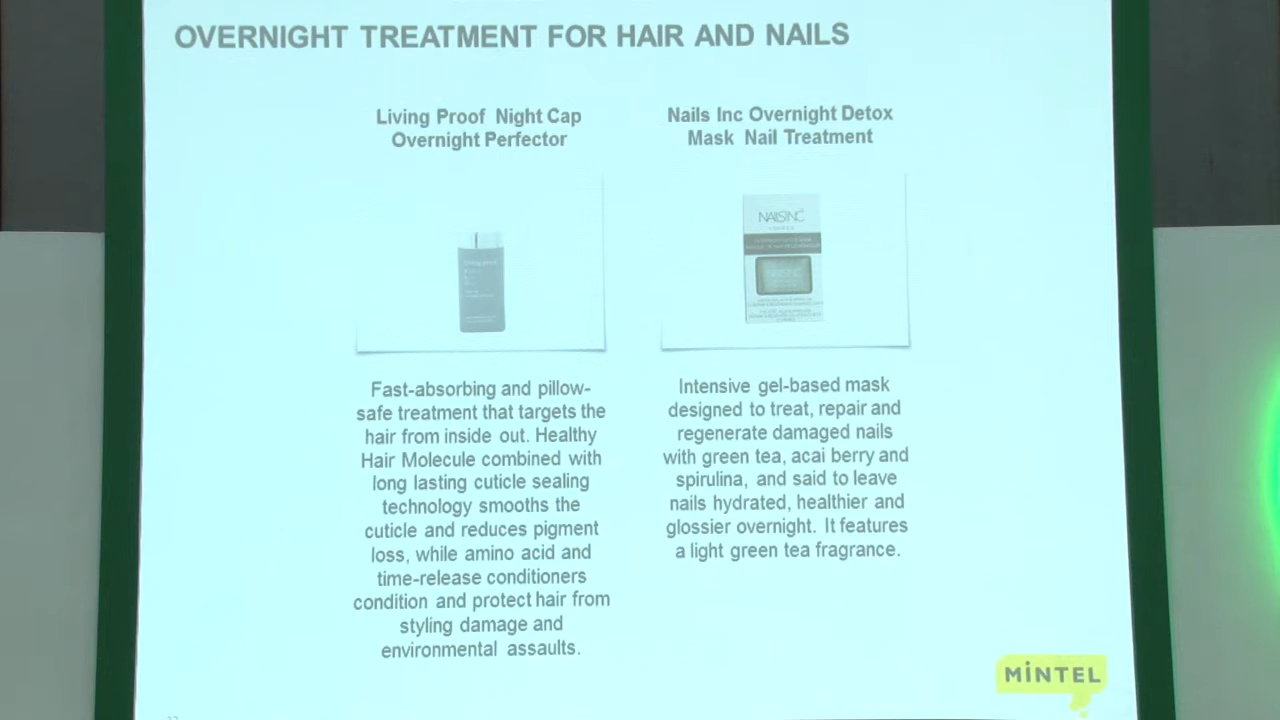 OVERNIGHT TREATMENT FOR HAIR AND NAILS
Living Proof Night Cap
Overnight Perfector
Fast-absorbing and pillow-
safe treatment that targets the
hair from inside out. Healthy
Hair Molecule combined with
long lasting cuticle sealing
technology smooths the
cuticle and reduces pigment
loss, while amino acid and
time-release conditioners
condition and protect hair from
styling damage and
environmental assaults.
Nails Inc Overnight Detox
Mask Nail Treatment
NAILSINC
Intensive gel-based mask
designed to treat, repair and
regenerate damaged nails
with green tea, acai berry and
spirulina, and said to leave
nails hydrated, healthier and
glossier overnight. It features
a light green tea fragrance.
MiNTEL